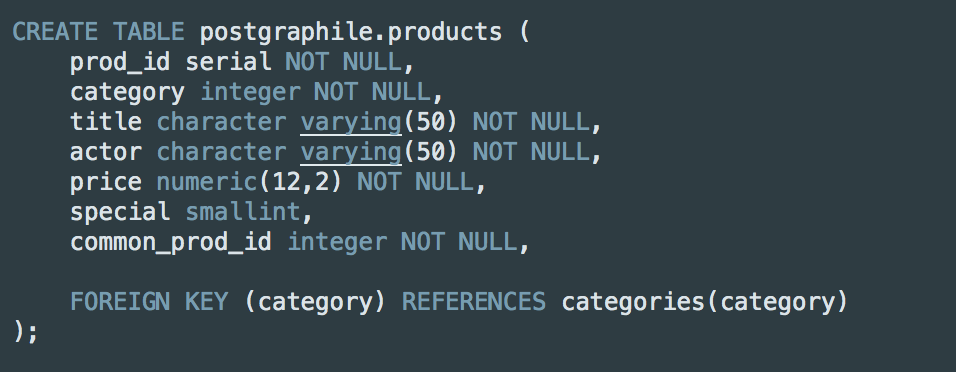 CREATE TABLE postgraphile.products (
    prod_id serial NOT NULL,
    category integer NOT NULL,
    title character varying(50) NOT NULL,
    actor character varying(50) NOT NULL,
    price numeric(12,2) NOT NULL,
    special smallint,
    common_prod_id integer NOT NULL,

    FOREIGN KEY (category) REFERENCES categories(category)
);